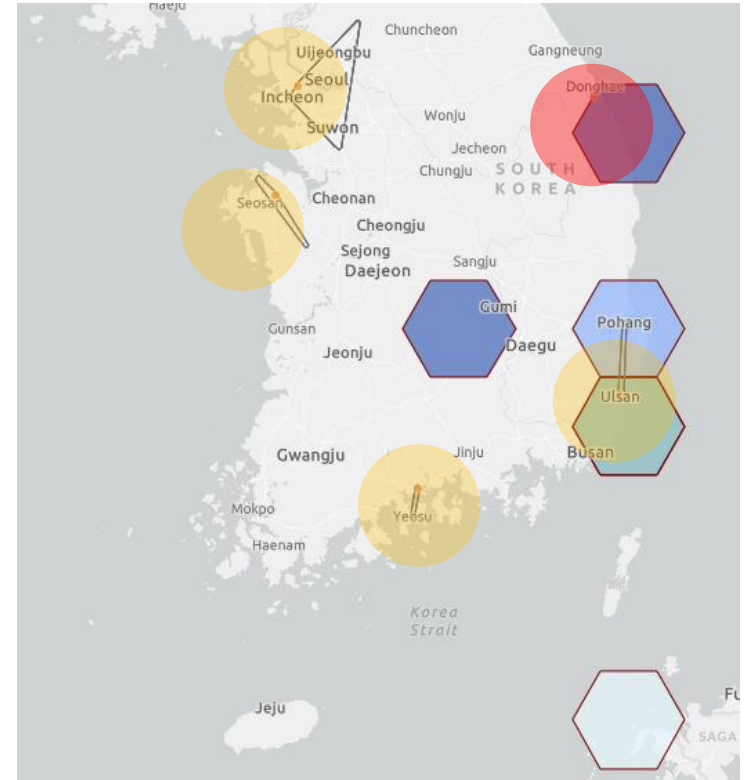 Haeju
Chuncheon
Gangneung
Uijeongbu
Seoul
Donghae
Incheon
Wonju
Suwon
Jecheon
Chungju
SOUTH
KOREA
Seosan
Cheonan
Cheongju
Sejong
Sangju
Daejeon
Gumi
Pohang
Gunsan
Jeonju
Daegu
Ulsan
Gwangju
Jinju
Busan
Mokpo
Yeosu
Haenam
Korea
Strait
Jeju
Fu
SAGA